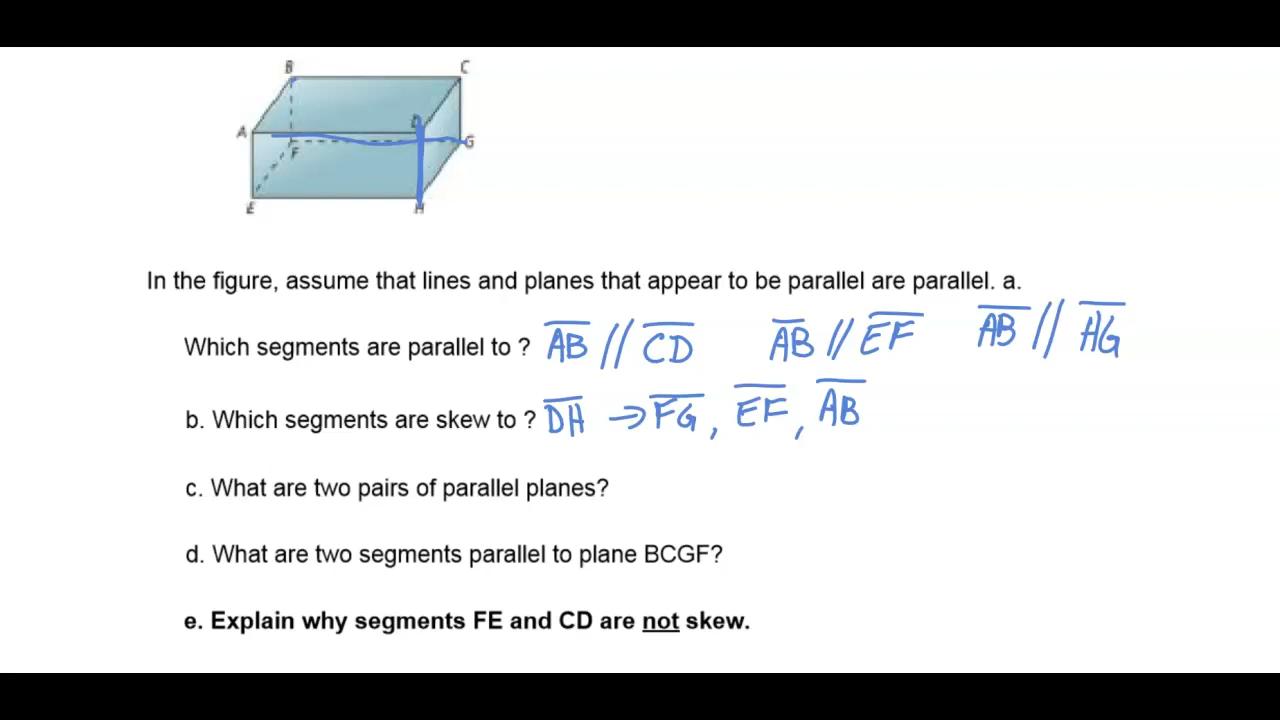 B C
A D
F G
E H
In the figure, assume that lines and planes that appear to be parallel are parallel. a.
Which segments are parallel to ? AB // CD AB // EF AB // HG
b. Which segments are skew to ? DH → FG, EF, AB
c. What are two pairs of parallel planes?
d. What are two segments parallel to plane BCGF?
e. Explain why segments FE and CD are not skew.